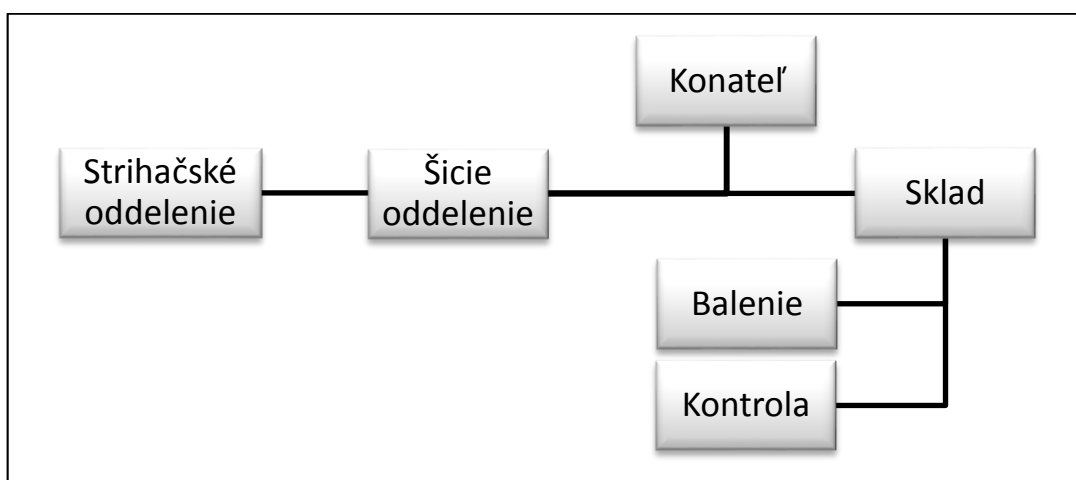 Konateľ
Strihačské
oddelenie
Šicie
oddelenie
Sklad
Balenie
Kontrola